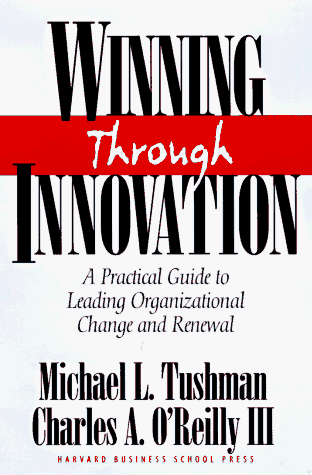 WINNING
Through
INNOVATION
A Practical Guide to
Leading Organizational
Change and Renewal
Michael L. Tushman
Charles A. O'Reilly III
HARVARD BUSINESS SCHOOL PRESS